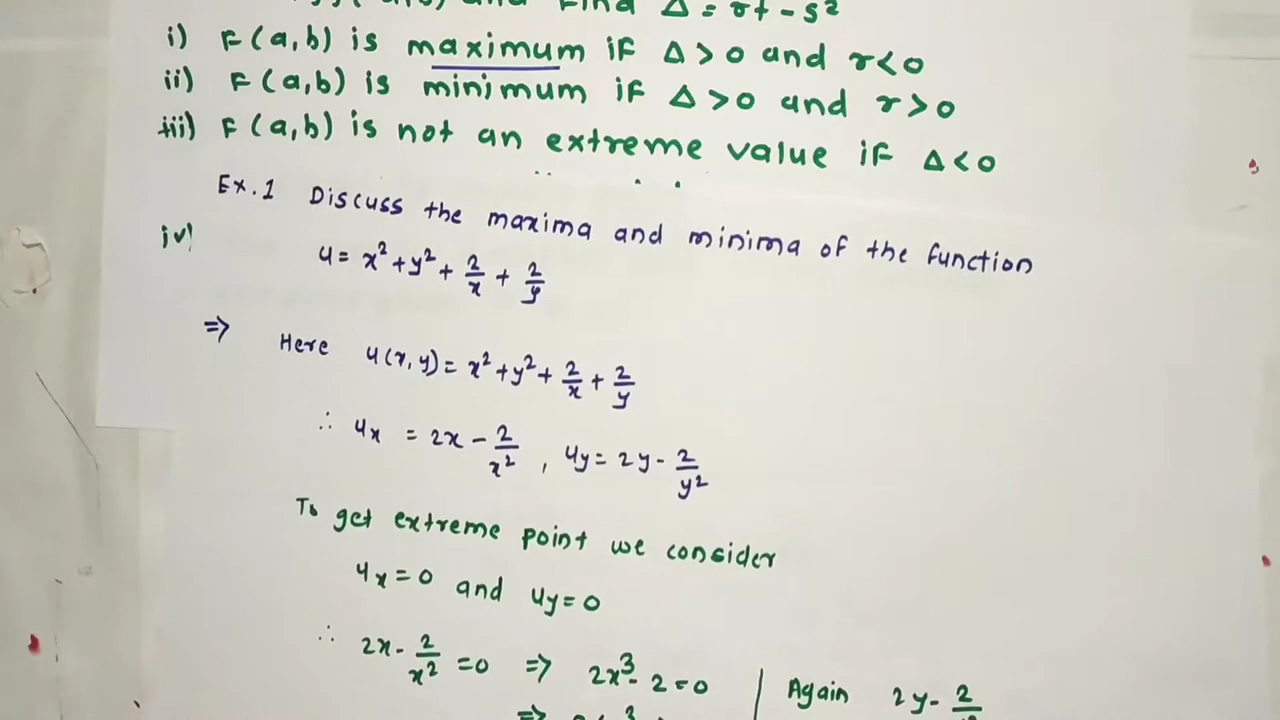 Find Δ = rt - s²
i) F(a,b) is maximum if Δ>0 and r<0
ii) F(a,b) is minimum if Δ>0 and r>0
iii) F(a,b) is not an extreme value if Δ<0
Ex.1 Discuss the maxima and minima of the function
iv)
u = x² + y² + 2/x + 2/y
⇒ Here u(x,y) = x² + y² + 2/x + 2/y
∴ ux = 2x - 2/x² , uy = 2y - 2/y²
To get extreme point we consider
ux = 0 and uy = 0
∴ 2x - 2/x² = 0 ⇒ 2x³ - 2 = 0 | Again 2y - 2/
⇒